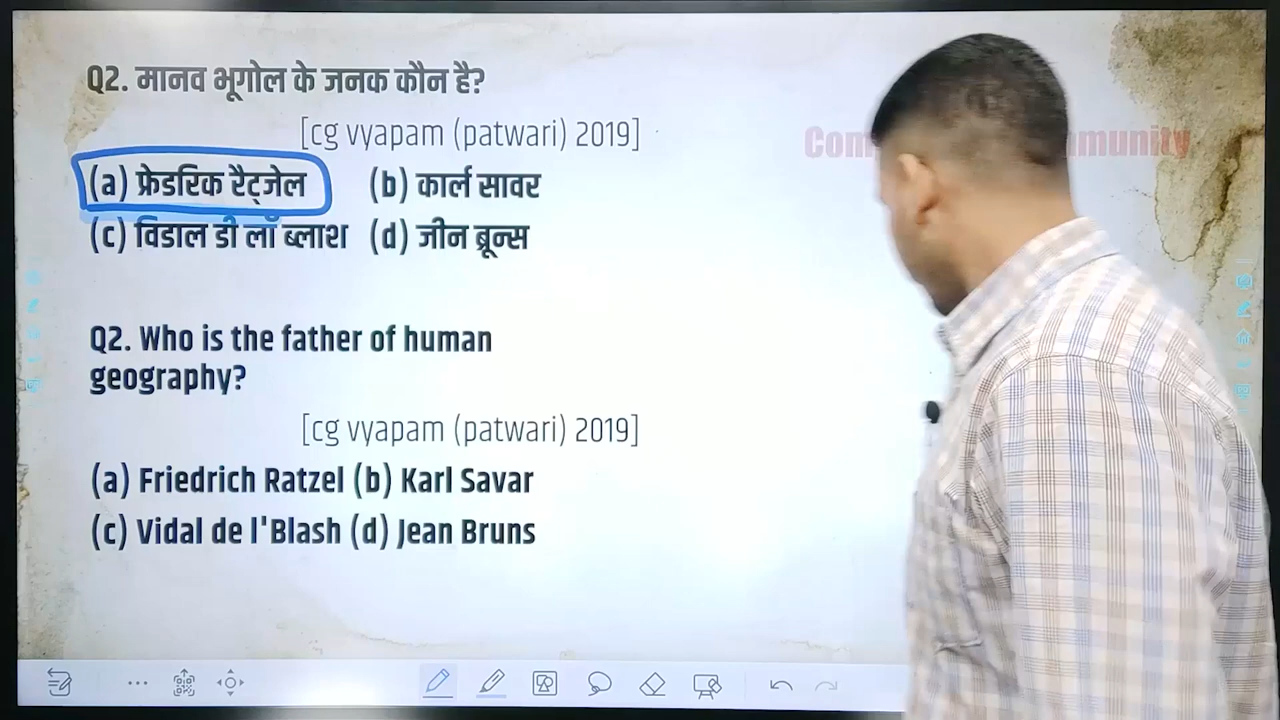 Q2. मानव भूगोल के जनक कौन है?
[cg vyapam (patwari) 2019]
(a) फ्रेडरिक रैट्जेल (b) कार्ल सावर
(c) विडाल डी लॉ ब्लाश (d) जीन ब्रून्स
Q2. Who is the father of human
geography?
[cg vyapam (patwari) 2019]
(a) Friedrich Ratzel (b) Karl Savar
(c) Vidal de l'Blash (d) Jean Bruns